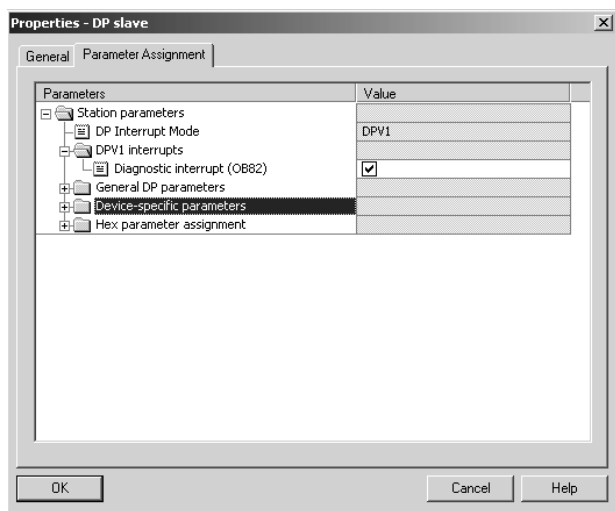 Properties - DP slave
General Parameter Assignment
Parameters Value
Station parameters
DP Interrupt Mode DPV1
DPV1 interrupts
Diagnostic interrupt (OB82)
General DP parameters
Device-specific parameters
Hex parameter assignment
OK Cancel Help